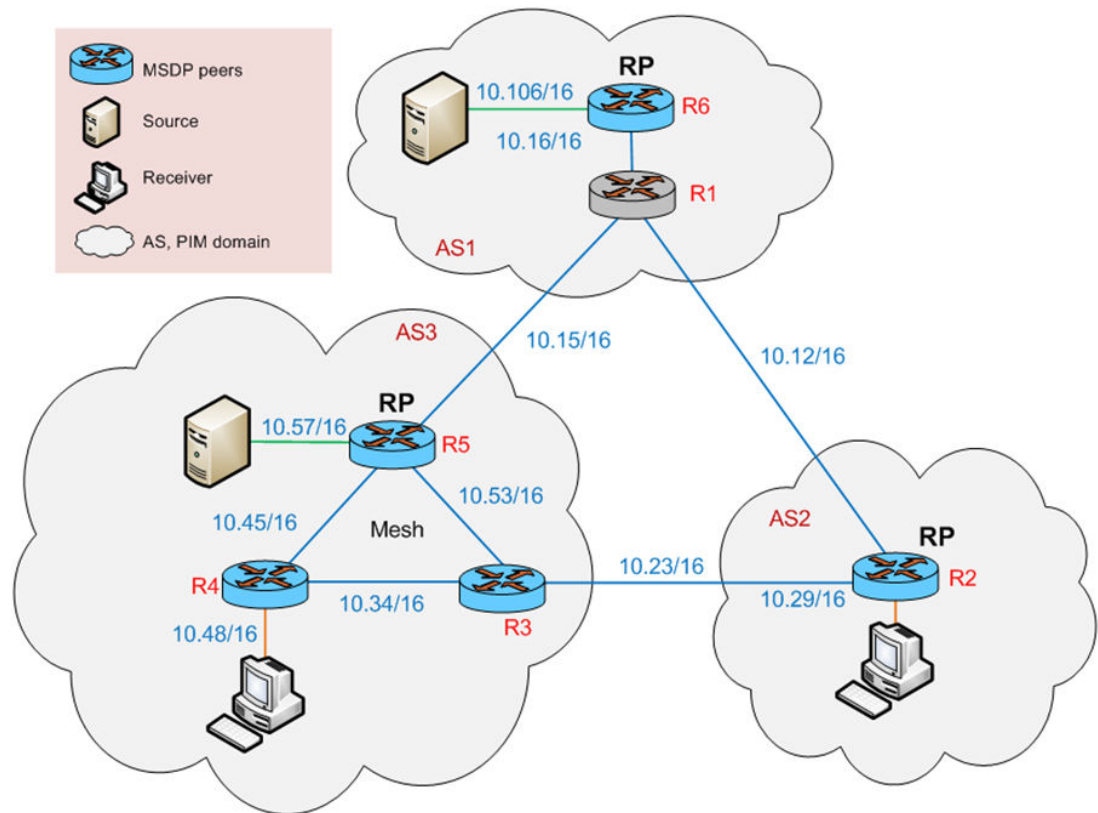 MSDP peers
Source
Receiver
AS, PIM domain
RP
10.106/16
R6
10.16/16
R1
AS1
AS3
10.15/16
10.12/16
RP
10.57/16
R5
10.53/16
10.45/16
Mesh
AS2
RP
10.23/16
R4
R2
10.34/16
10.29/16
R3
10.48/16